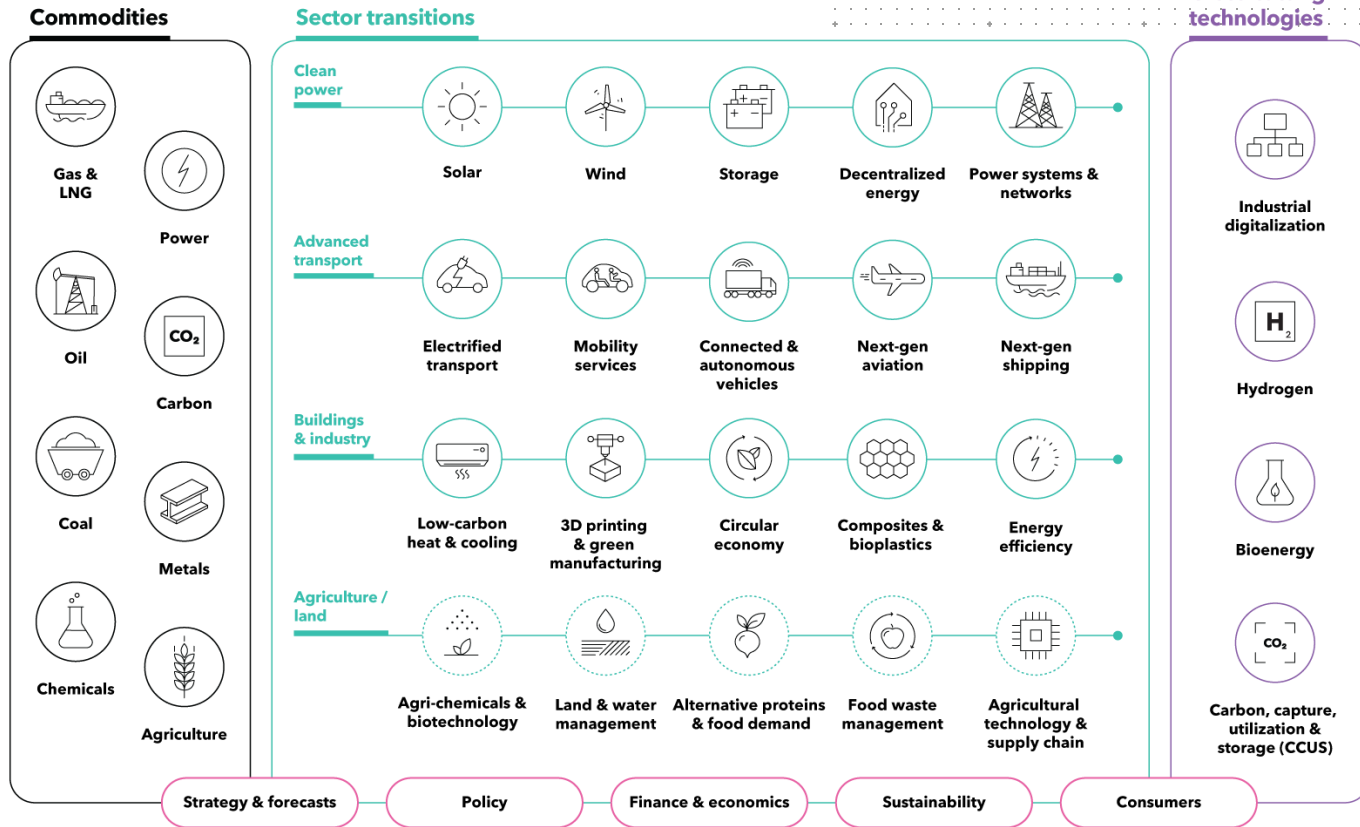 Commodities
Gas &
LNG
Power
Oil
CO₂
Carbon
Coal
Metals
Chemicals
Agriculture
Sector transitions
Clean
power
Solar
Wind
Storage
Decentralized
energy
Power systems &
networks
Advanced
transport
Electrified
transport
Mobility
services
Connected &
autonomous
vehicles
Next-gen
aviation
Next-gen
shipping
Buildings
& industry
Low-carbon
heat & cooling
3D printing
& green
manufacturing
Circular
economy
Composites &
bioplastics
Energy
efficiency
Agriculture /
land
Agri-chemicals &
biotechnology
Land & water
management
Alternative proteins
& food demand
Food waste
management
Agricultural
technology &
supply chain
technologies
Industrial
digitalization
H₂
Hydrogen
Bioenergy
CO₂
Carbon, capture,
utilization &
storage (CCUS)
Strategy & forecasts
Policy
Finance & economics
Sustainability
Consumers